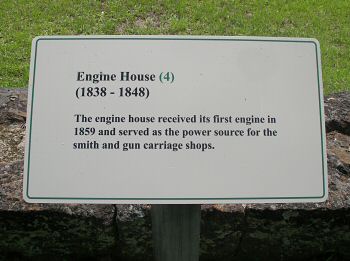 Engine House (4)
(1838 - 1848)
The engine house received its first engine in
1859 and served as the power source for the
smith and gun carriage shops.